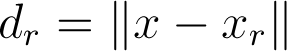 d_r = ‖x − x_r‖